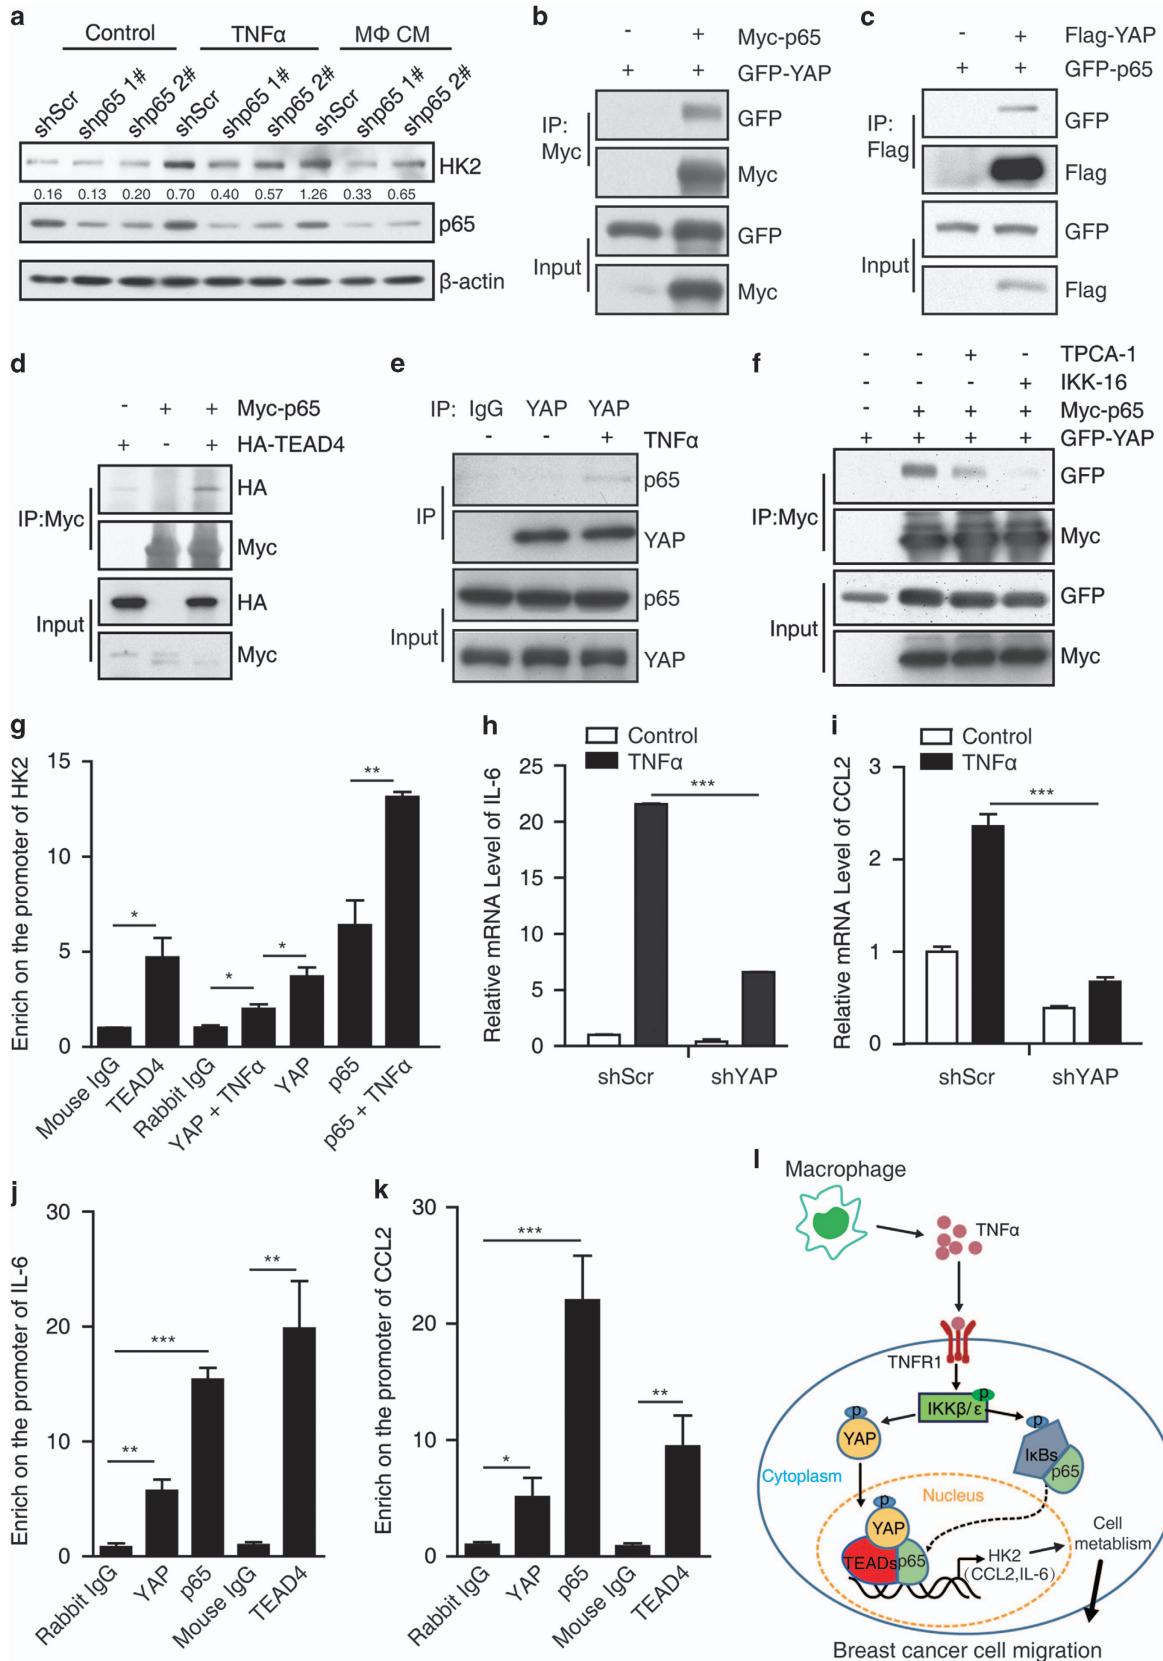 a
Control TNFα MΦ CM
shScr shp65 1# shp65 2# shScr shp65 1# shp65 2# shScr shp65 1# shp65 2#
HK2
0.16 0.13 0.20 0.70 0.40 0.57 1.26 0.33 0.65
p65
β-actin
b
- + Myc-p65
+ + GFP-YAP
IP: Myc
GFP
Myc
Input
GFP
Myc
c
- + Flag-YAP
+ + GFP-p65
IP: Flag
GFP
Flag
Input
GFP
Flag
d
- + + Myc-p65
+ - + HA-TEAD4
IP:Myc
HA
Myc
Input
HA
Myc
e
IP: IgG YAP YAP
- - + TNFα
IP
p65
YAP
Input
p65
YAP
f
- - + - TPCA-1
- - - + IKK-16
- + + + Myc-p65
+ + + + GFP-YAP
IP:Myc
GFP
Myc
Input
GFP
Myc
g
Enrich on the promoter of HK2
15
10
5
0
* * * **
Mouse IgG TEAD4 Rabbit IgG YAP + TNFα YAP p65 p65 + TNFα
h
Control
TNFα
Relative mRNA Level of IL-6
25
20
15
10
5
0
***
shScr shYAP
i
Control
TNFα
Relative mRNA Level of CCL2
3
2
1
0
***
shScr shYAP
j
Enrich on the promoter of IL-6
30
20
10
0
** *** **
Rabbit IgG YAP p65 Mouse IgG TEAD4
k
Enrich on the promoter of CCL2
30
20
10
0
* *** **
Rabbit IgG YAP p65 Mouse IgG TEAD4
l
Macrophage
TNFα
TNFR1
p
IKKβ/ε
p
YAP
p
IκBs
p65
Cytoplasm
Nucleus
p
YAP
TEADs p65
HK2
(CCL2,IL-6)
Cell
metablism
Breast cancer cell migration